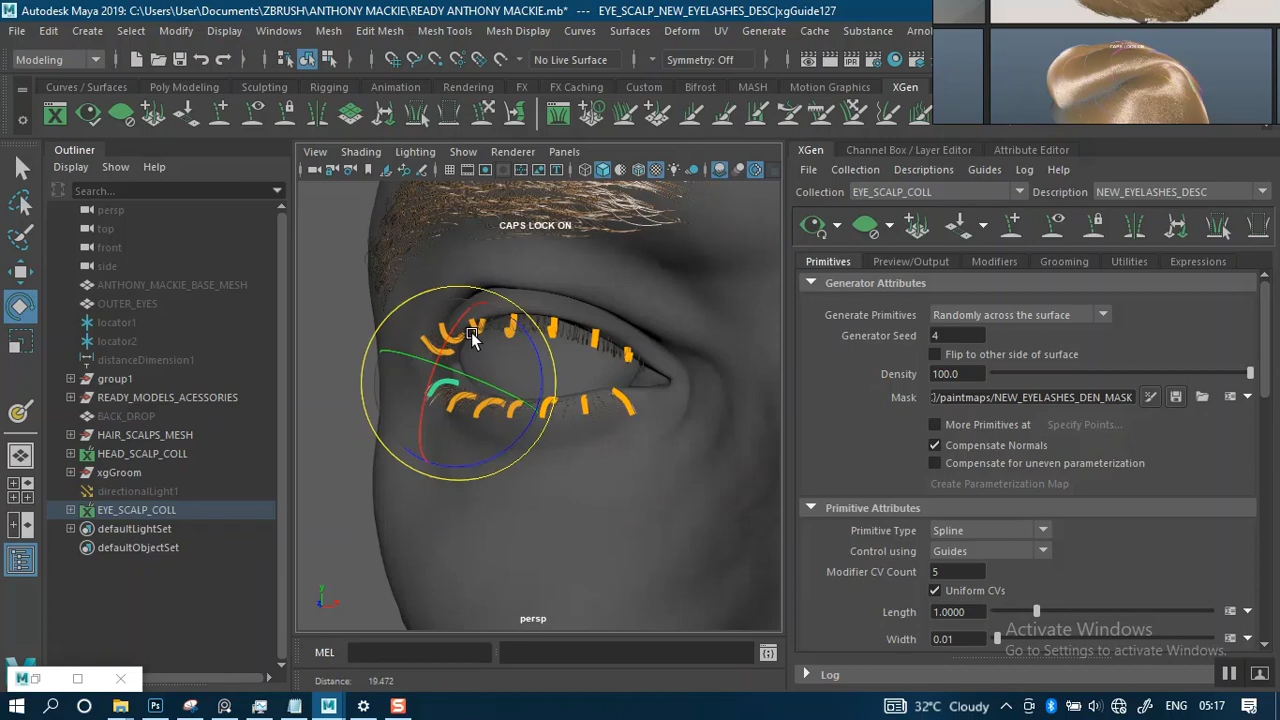 Autodesk Maya 2019: C:\Users\User\Documents\ZBRUSH\ANTHONY MACKIE\READY ANTHONY MACKIE.mb* --- EYE_SCALP_NEW_EYELASHES_DESC|xgGuide127
File Edit Create Select Modify Display Windows Mesh Edit Mesh Mesh Tools Mesh Display Curves Surfaces Deform UV Generate Cache Substance
CAPS LOCK ON
Modeling No Live Surface Symmetry: Off
Curves / Surfaces Poly Modeling Sculpting Rigging Animation Rendering FX FX Caching Custom Bifrost MASH Motion Graphics XGen
Outliner
Display Show Help
Search...
persp
top
front
side
ANTHONY_MACKIE_BASE_MESH
OUTER_EYES
locator1
locator2
distanceDimension1
group1
READY_MODELS_ACESSORIES
BACK_DROP
HAIR_SCALPS_MESH
HEAD_SCALP_COLL
xgGroom
directionalLight1
EYE_SCALP_COLL
defaultLightSet
defaultObjectSet
View Shading Lighting Show Renderer Panels
CAPS LOCK ON
persp
MEL
Distance: 19.472
XGen Channel Box / Layer Editor Attribute Editor
File Collection Descriptions Guides Log Help
Collection EYE_SCALP_COLL Description NEW_EYELASHES_DESC
Primitives Preview/Output Modifiers Grooming Utilities Expressions
Generator Attributes
Generate Primitives Randomly across the surface
Generator Seed 4
Flip to other side of surface
Density 100.0
Mask }/paintmaps/NEW_EYELASHES_DEN_MASK
More Primitives at Specify Points...
Compensate Normals
Compensate for uneven parameterization
Create Parameterization Map
Primitive Attributes
Primitive Type Spline
Control using Guides
Modifier CV Count 5
Uniform CVs
Length 1.0000
Width 0.01
Activate Windows
Go to Settings to activate Windows.
Log
32°C Cloudy ENG 05:17